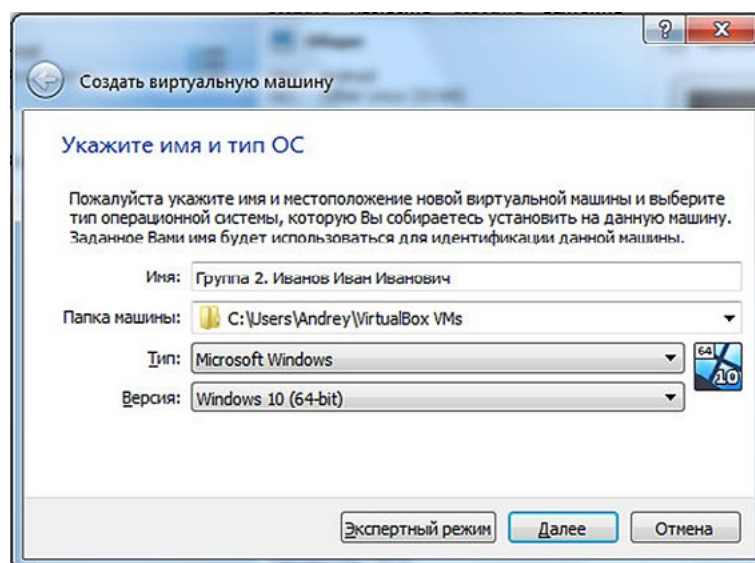 Создать виртуальную машину
Укажите имя и тип ОС
Пожалуйста укажите имя и местоположение новой виртуальной машины и выберите
тип операционной системы, которую Вы собираетесь установить на данную машину.
Заданное Вами имя будет использоваться для идентификации данной машины.
Имя: Группа 2. Иванов Иван Иванович
Папка машины: C:\Users\Andrey\VirtualBox VMs
Тип: Microsoft Windows 64
Версия: Windows 10 (64-bit) 10
Экспертный режим Далее Отмена